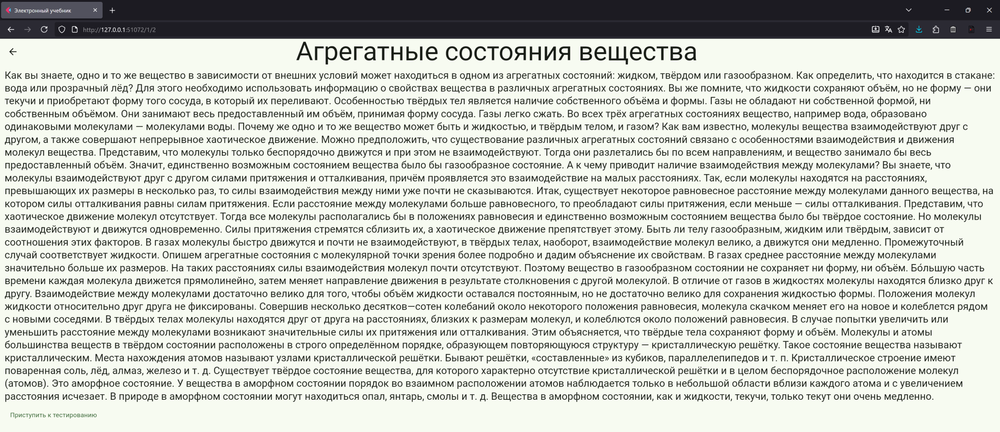 Электронный учебник
http://127.0.0.1:51072/1/2
Агрегатные состояния вещества
Как вы знаете, одно и то же вещество в зависимости от внешних условий может находиться в одном из агрегатных состояний: жидком, твёрдом или газообразном. Как определить, что находится в стакане:
вода или прозрачный лёд? Для этого необходимо использовать информацию о свойствах вещества в различных агрегатных состояниях. Вы же помните, что жидкости сохраняют объём, но не форму — они
текучи и приобретают форму того сосуда, в который их переливают. Особенностью твёрдых тел является наличие собственного объёма и формы. Газы не обладают ни собственной формой, ни
собственным объёмом. Они занимают весь предоставленный им объём, принимая форму сосуда. Газы легко сжать. Во всех трёх агрегатных состояниях вещество, например вода, образовано
одинаковыми молекулами — молекулами воды. Почему же одно и то же вещество может быть и жидкостью, и твёрдым телом, и газом? Как вам известно, молекулы вещества взаимодействуют друг с
другом, а также совершают непрерывное хаотическое движение. Можно предположить, что существование различных агрегатных состояний связано с особенностями взаимодействия и движения
молекул вещества. Представим, что молекулы только беспорядочно движутся и при этом не взаимодействуют. Тогда они разлетались бы по всем направлениям, и вещество занимало бы весь
предоставленный объём. Значит, единственно возможным состоянием вещества было бы газообразное состояние. А к чему приводит наличие взаимодействия между молекулами? Вы знаете, что
молекулы взаимодействуют друг с другом силами притяжения и отталкивания, причём проявляется это взаимодействие на малых расстояниях. Так, если молекулы находятся на расстояниях,
превышающих их размеры в несколько раз, то силы взаимодействия между ними уже почти не сказываются. Итак, существует некоторое равновесное расстояние между молекулами данного вещества, на
котором силы отталкивания равны силам притяжения. Если расстояние между молекулами больше равновесного, то преобладают силы притяжения, если меньше — силы отталкивания. Представим, что
хаотическое движение молекул отсутствует. Тогда все молекулы располагались бы в положениях равновесия и единственно возможным состоянием вещества было бы твёрдое состояние. Но молекулы
взаимодействуют и движутся одновременно. Силы притяжения стремятся сблизить их, а хаотическое движение препятствует этому. Быть ли телу газообразным, жидким или твёрдым, зависит от
соотношения этих факторов. В газах молекулы быстро движутся и почти не взаимодействуют, в твёрдых телах, наоборот, взаимодействие молекул велико, а движутся они медленно. Промежуточный
случай соответствует жидкости. Опишем агрегатные состояния с молекулярной точки зрения более подробно и дадим объяснение их свойствам. В газах среднее расстояние между молекулами
значительно больше их размеров. На таких расстояниях силы взаимодействия молекул почти отсутствуют. Поэтому вещество в газообразном состоянии не сохраняет ни форму, ни объём. Бо́льшую часть
времени каждая молекула движется прямолинейно, затем меняет направление движения в результате столкновения с другой молекулой. В отличие от газов в жидкостях молекулы находятся близко друг к
другу. Взаимодействие между молекулами достаточно велико для того, чтобы объём жидкости оставался постоянным, но не достаточно велико для сохранения жидкостью формы. Положения молекул
жидкости относительно друг друга не фиксированы. Совершив несколько десятков—сотен колебаний около некоторого положения равновесия, молекула скачком меняет его на новое и колеблется рядом
с новыми соседями. В твёрдых телах молекулы находятся друг от друга на расстояниях, близких к размерам молекул, и колеблются около положений равновесия. В случае попытки увеличить или
уменьшить расстояние между молекулами возникают значительные силы их притяжения или отталкивания. Этим объясняется, что твёрдые тела сохраняют форму и объём. Молекулы и атомы
большинства веществ в твёрдом состоянии расположены в строго определённом порядке, образующем повторяющуюся структуру — кристаллическую решётку. Такое состояние вещества называют
кристаллическим. Места нахождения атомов называют узлами кристаллической решётки. Бывают решётки, «составленные» из кубиков, параллелепипедов и т. п. Кристаллическое строение имеют
поваренная соль, лёд, алмаз, железо и т. д. Существует твёрдое состояние вещества, для которого характерно отсутствие кристаллической решётки и в целом беспорядочное расположение молекул
(атомов). Это аморфное состояние. У вещества в аморфном состоянии порядок во взаимном расположении атомов наблюдается только в небольшой области вблизи каждого атома и с увеличением
расстояния исчезает. В природе в аморфном состоянии могут находиться опал, янтарь, смолы и т. д. Вещества в аморфном состоянии, как и жидкости, текучи, только текут они очень медленно.
Приступить к тестированию